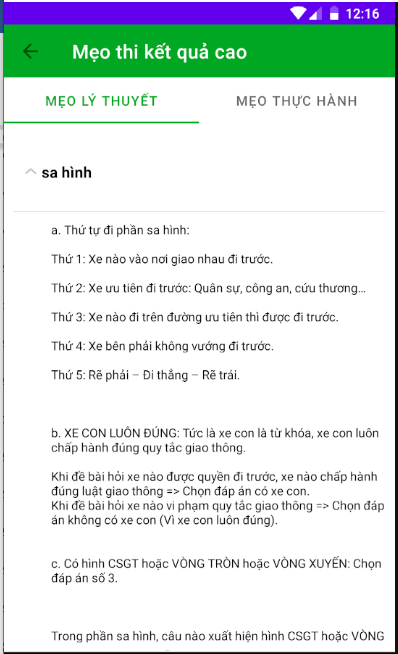 12:16
Mẹo thi kết quả cao
MẸO LÝ THUYẾT MẸO THỰC HÀNH
sa hình
a. Thứ tự đi phần sa hình:
Thứ 1: Xe nào vào nơi giao nhau đi trước.
Thứ 2: Xe ưu tiên đi trước: Quân sự, công an, cứu thương...
Thứ 3: Xe nào đi trên đường ưu tiên thì được đi trước.
Thứ 4: Xe bên phải không vướng đi trước.
Thứ 5: Rẽ phải – Đi thẳng – Rẽ trái.
b. XE CON LUÔN ĐÚNG: Tức là xe con là từ khóa, xe con luôn
chấp hành đúng quy tắc giao thông.
Khi đề bài hỏi xe nào được quyền đi trước, xe nào chấp hành
đúng luật giao thông => Chọn đáp án có xe con.
Khi đề bài hỏi xe nào vi phạm quy tắc giao thông => Chọn đáp
án không có xe con (Vì xe con luôn đúng).
c. Có hình CSGT hoặc VÒNG TRÒN hoặc VÒNG XUYẾN: Chọn
đáp án số 3.
Trong phần sa hình, câu nào xuất hiện hình CSGT hoặc VÒNG